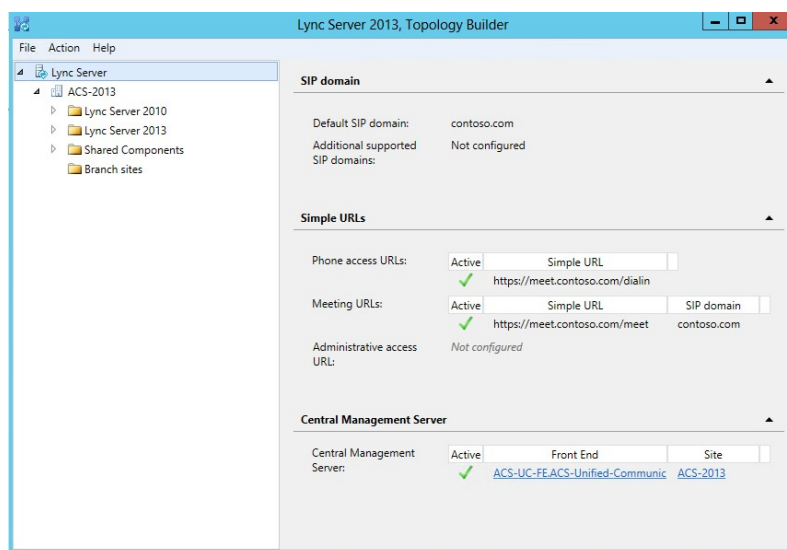 Lync Server 2013, Topology Builder
File Action Help
Lync Server
ACS-2013
Lync Server 2010
Lync Server 2013
Shared Components
Branch sites
SIP domain
Default SIP domain: contoso.com
Additional supported Not configured
SIP domains:
Simple URLs
Phone access URLs: Active Simple URL
https://meet.contoso.com/dialin
Meeting URLs: Active Simple URL SIP domain
https://meet.contoso.com/meet contoso.com
Administrative access Not configured
URL:
Central Management Server
Central Management Active Front End Site
Server: ACS-UC-FE.ACS-Unified-Communic ACS-2013